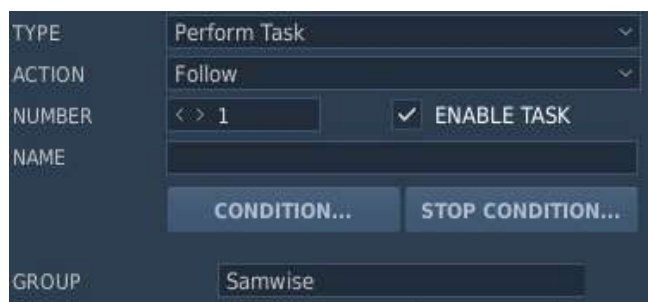 TYPE Perform Task
ACTION Follow
NUMBER < > 1 ENABLE TASK
NAME
CONDITION... STOP CONDITION...
GROUP Samwise